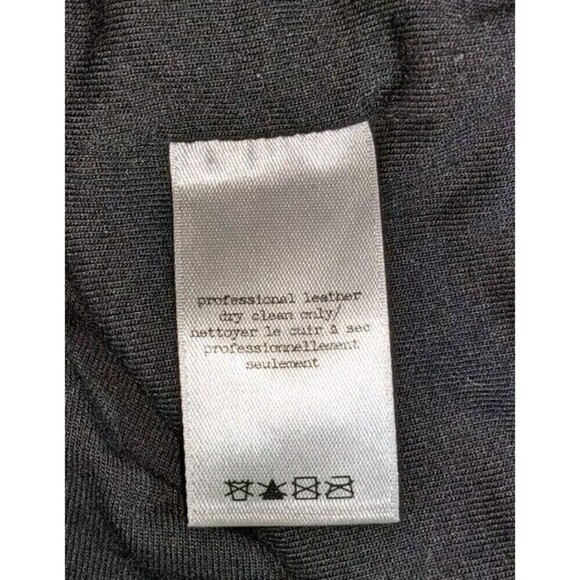 professional leather
dry clean only/
nettoyer le cuir à sec
professionnellement
seulement